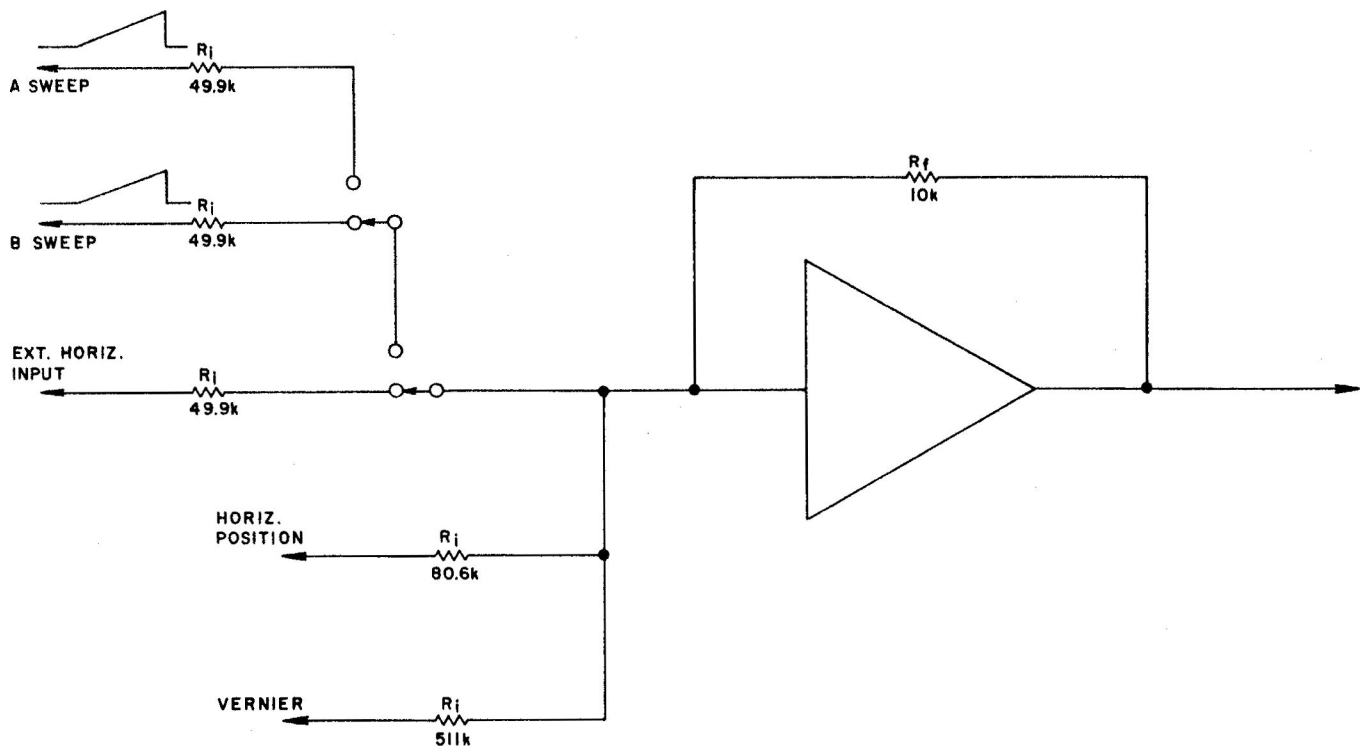 Ri
49.9k
A SWEEP
Ri
49.9k
B SWEEP
Rf
10k
EXT. HORIZ.
INPUT
Ri
49.9k
HORIZ.
POSITION
Ri
80.6k
VERNIER
Ri
511k